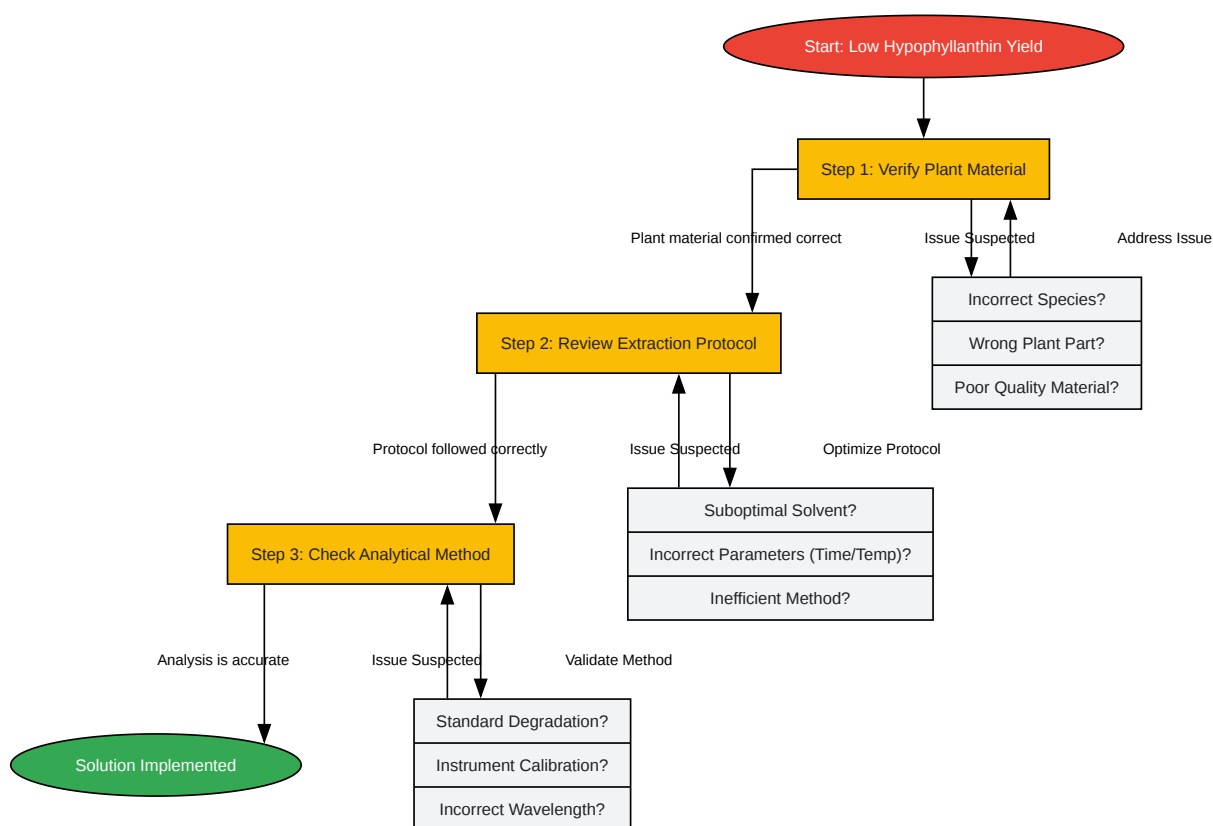 Start: Low Hypophyllanthin Yield
Step 1: Verify Plant Material
Plant material confirmed correct
Issue Suspected
Address Issue
Incorrect Species?
Wrong Plant Part?
Poor Quality Material?
Step 2: Review Extraction Protocol
Protocol followed correctly
Issue Suspected
Optimize Protocol
Suboptimal Solvent?
Incorrect Parameters (Time/Temp)?
Inefficient Method?
Step 3: Check Analytical Method
Analysis is accurate
Issue Suspected
Validate Method
Standard Degradation?
Instrument Calibration?
Incorrect Wavelength?
Solution Implemented